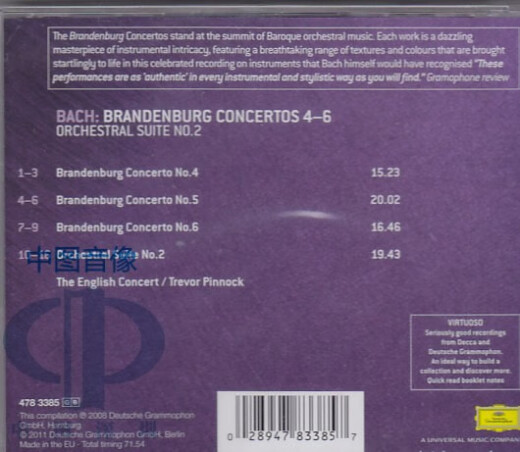 The Brandenburg Concertos stand at the summit of Baroque orchestral music. Each work is a dazzling
masterpiece of instrumental intricacy, featuring a breathtaking range of textures and colours that are brought
startlingly to life in this celebrated recording on instruments that Bach himself would have recognised "These
performances are as 'authentic' in every instrumental and stylistic way as you will find." Gramophone review
BACH: BRANDENBURG CONCERTOS 4–6
ORCHESTRAL SUITE NO.2
1–3 Brandenburg Concerto No.4 15.23
4–6 Brandenburg Concerto No.5 20.02
7–9 Brandenburg Concerto No.6 16.46
Orchestral Suite No.2 19.43
中图音像
The English Concert / Trevor Pinnock
VIRTUOSO
Seriously good recordings
from Decca and
Deutsche Grammophon.
An ideal way to build a
collection and discover more.
Quick read booklet notes
478 3385
This compilation ℗ 2008 Deutsche Grammophon
GmbH, Hamburg
© 2011 Deutsche Grammophon GmbH, Berlin
Made in the EU - Total timing 71.54
0 28947 83385 7
A UNIVERSAL MUSIC COMPANY